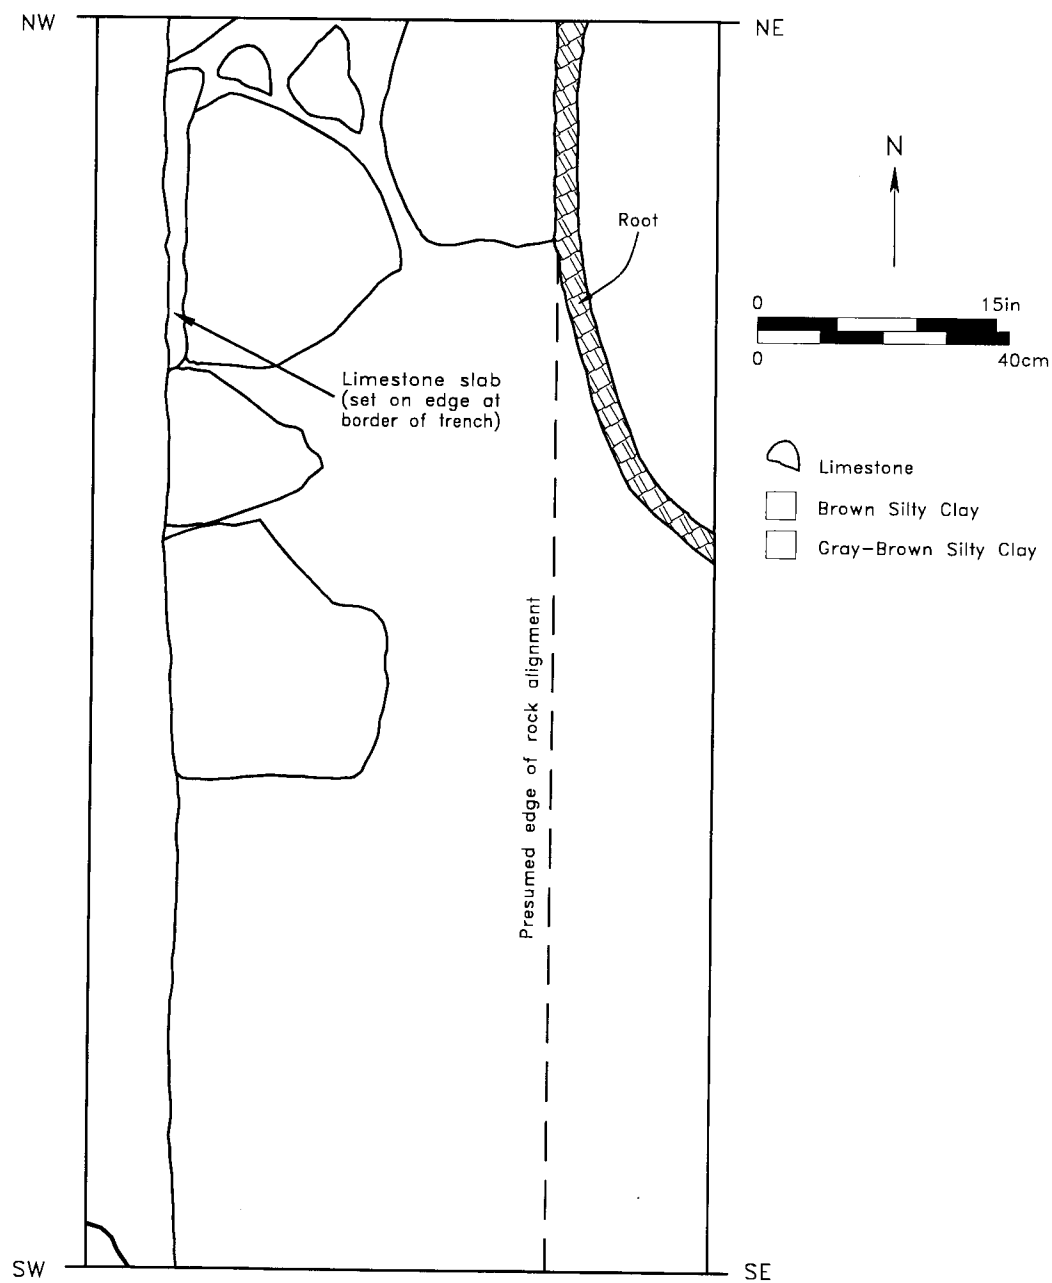 NW
NE
N
Root
0 15in
0 40cm
Limestone slab
(set on edge at
border of trench)
Limestone
Brown Silty Clay
Gray-Brown Silty Clay
Presumed edge of rock alignment
SW
SE